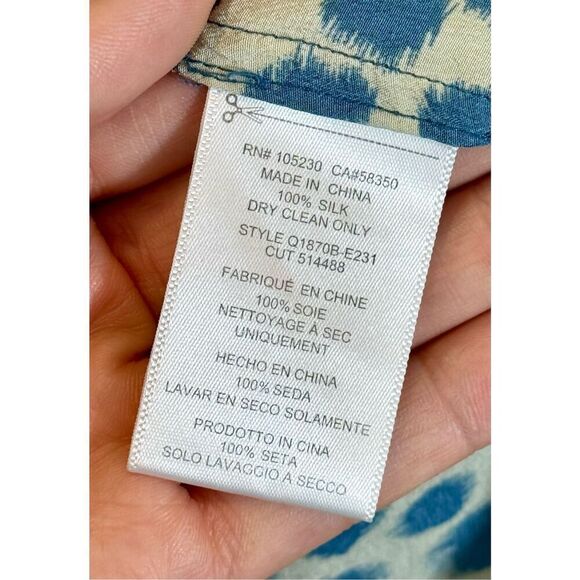 RN# 105230 CA#58350
MADE IN CHINA
100% SILK
DRY CLEAN ONLY
STYLE Q1870B-E231
CUT 514488
FABRIQUÉ EN CHINE
100% SOIE
NETTOYAGE À SEC
UNIQUEMENT
HECHO EN CHINA
100% SEDA
LAVAR EN SECO SOLAMENTE
PRODOTTO IN CINA
100% SETA
SOLO LAVAGGIO A SECCO